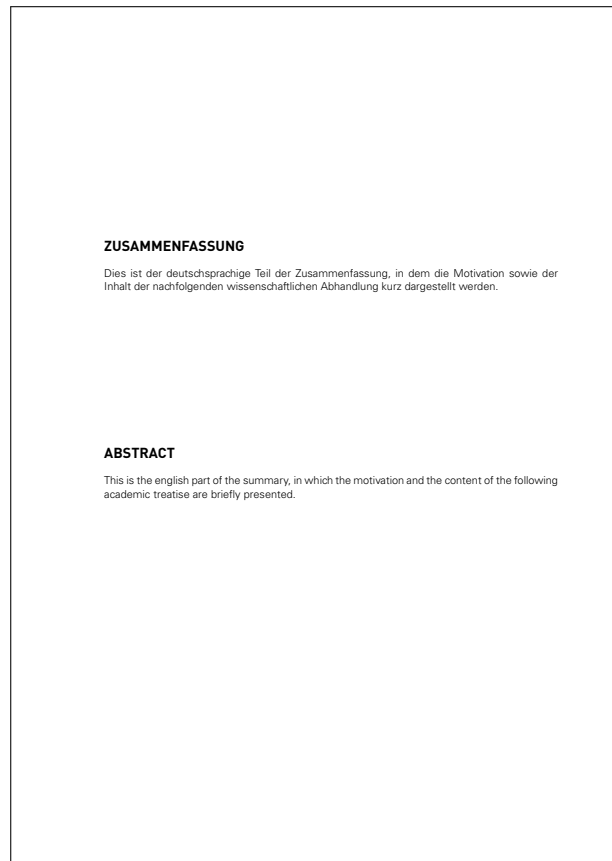 ZUSAMMENFASSUNG
Dies ist der deutschsprachige Teil der Zusammenfassung, in dem die Motivation sowie der
Inhalt der nachfolgenden wissenschaftlichen Abhandlung kurz dargestellt werden.
ABSTRACT
This is the english part of the summary, in which the motivation and the content of the following
academic treatise are briefly presented.